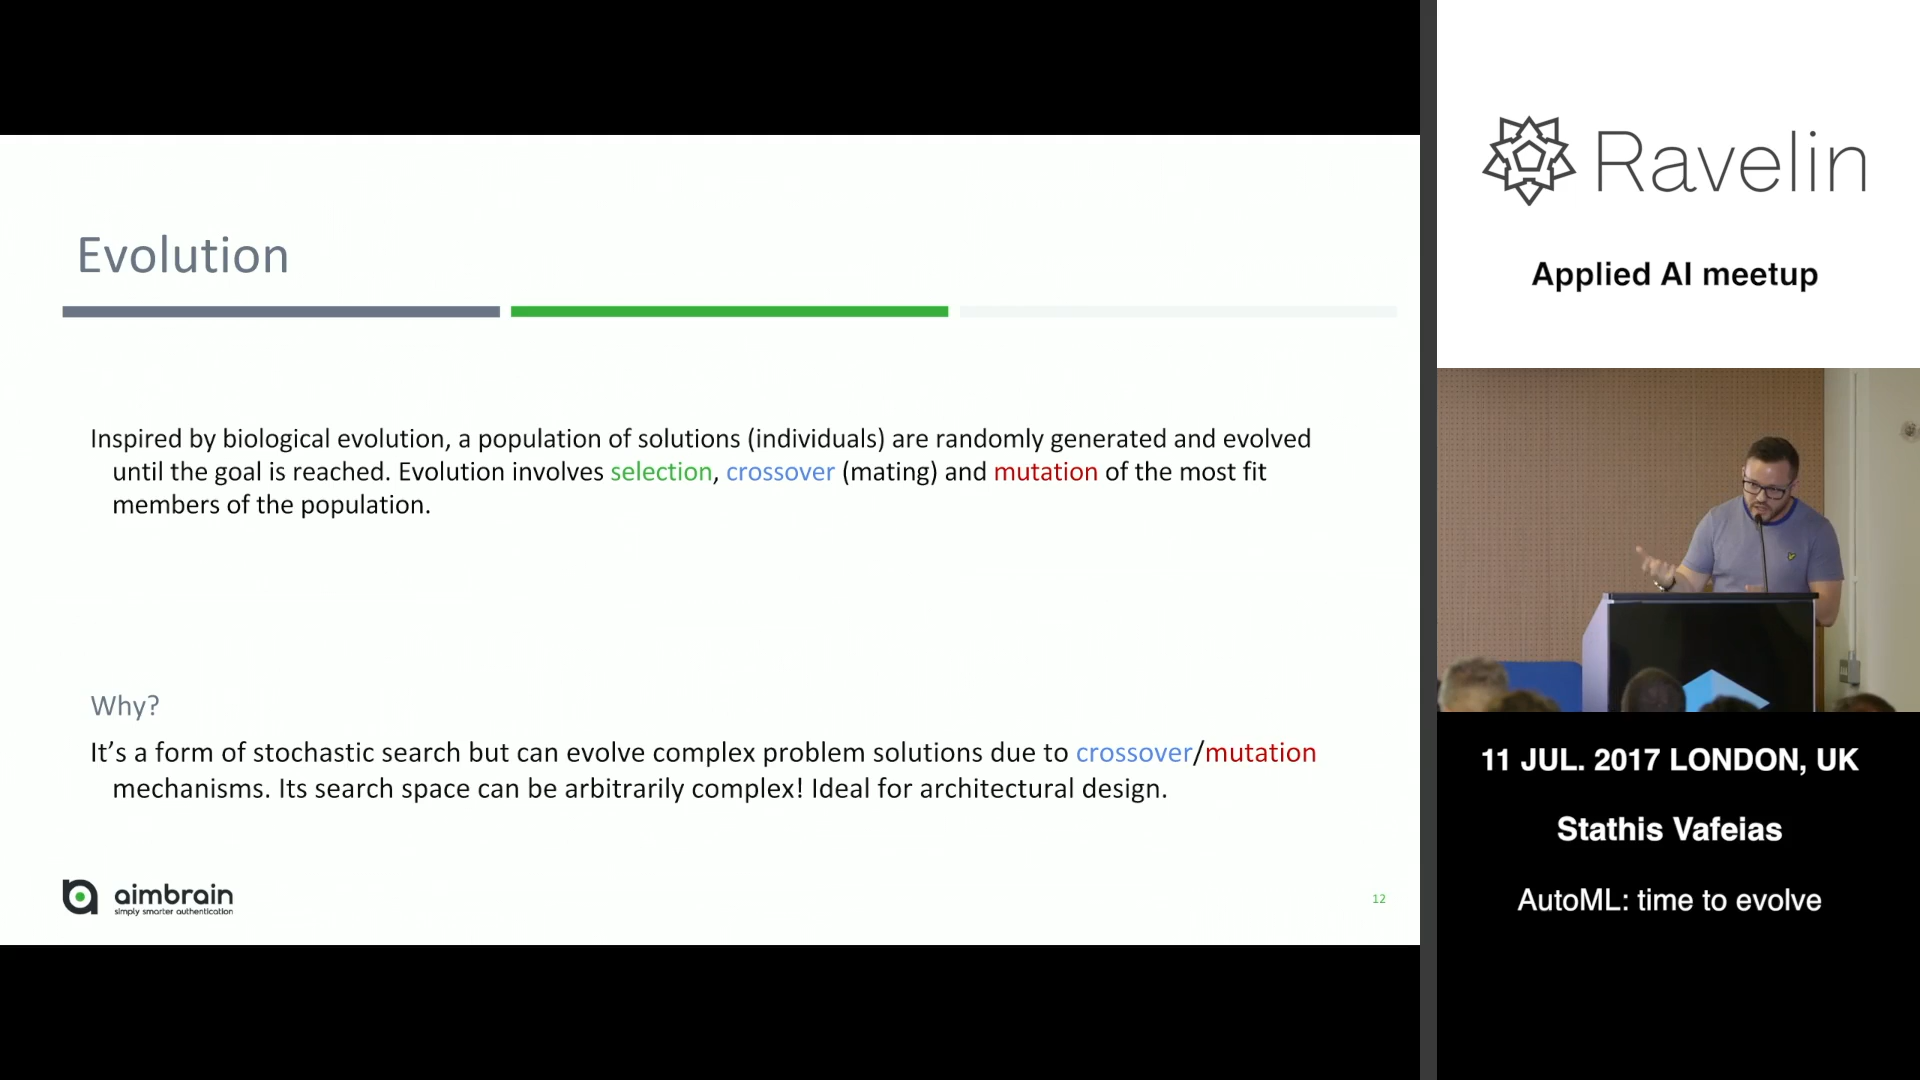 Evolution
Inspired by biological evolution, a population of solutions (individuals) are randomly generated and evolved
until the goal is reached. Evolution involves selection, crossover (mating) and mutation of the most fit
members of the population.
Why?
It’s a form of stochastic search but can evolve complex problem solutions due to crossover/mutation
mechanisms. Its search space can be arbitrarily complex! Ideal for architectural design.
aimbrain
simply smarter authentication
12
Ravelin
Applied AI meetup
11 JUL. 2017 LONDON, UK
Stathis Vafeias
AutoML: time to evolve